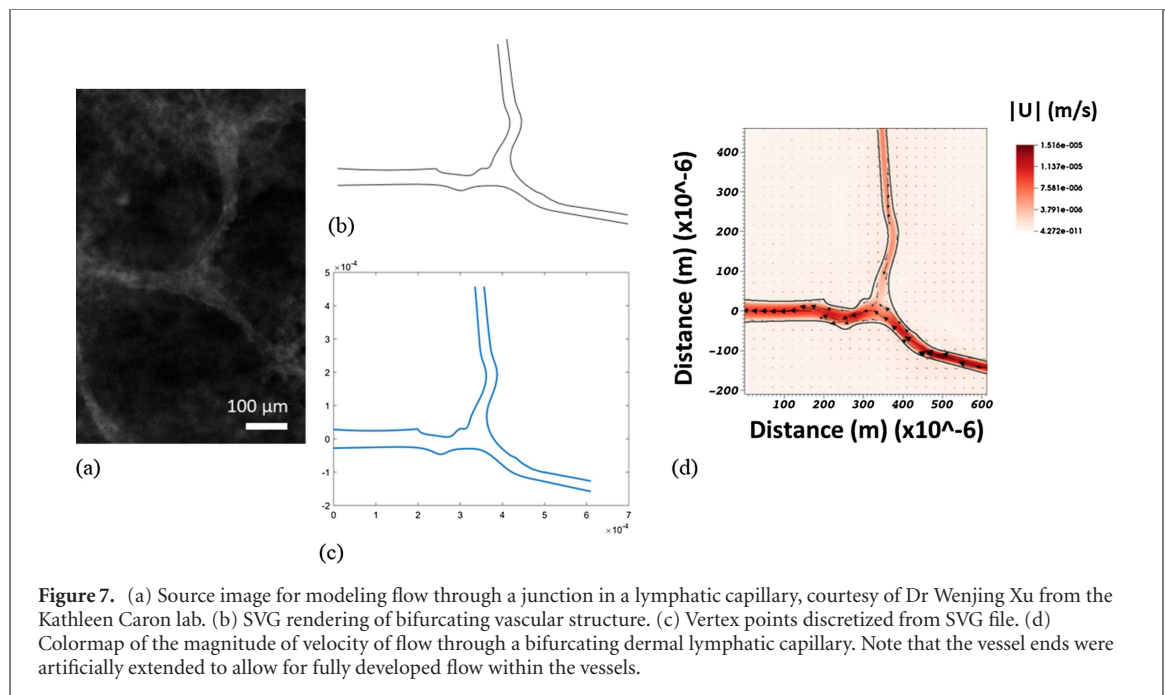 100 μm
(a)
(b)
×10⁻⁴
5
4
3
2
1
0
-1
-2
0 1 2 3 4 5 6 7
×10⁻⁴
(c)
|U| (m/s)
1.516e-005
1.137e-005
7.581e-006
3.791e-006
4.272e-011
Distance (m) (x10^-6)
400
300
200
100
0
-100
-200
100 200 300 400 500 600
Distance (m) (x10^-6)
(d)
Figure 7. (a) Source image for modeling flow through a junction in a lymphatic capillary, courtesy of Dr Wenjing Xu from the
Kathleen Caron lab. (b) SVG rendering of bifurcating vascular structure. (c) Vertex points discretized from SVG file. (d)
Colormap of the magnitude of velocity of flow through a bifurcating dermal lymphatic capillary. Note that the vessel ends were
artificially extended to allow for fully developed flow within the vessels.